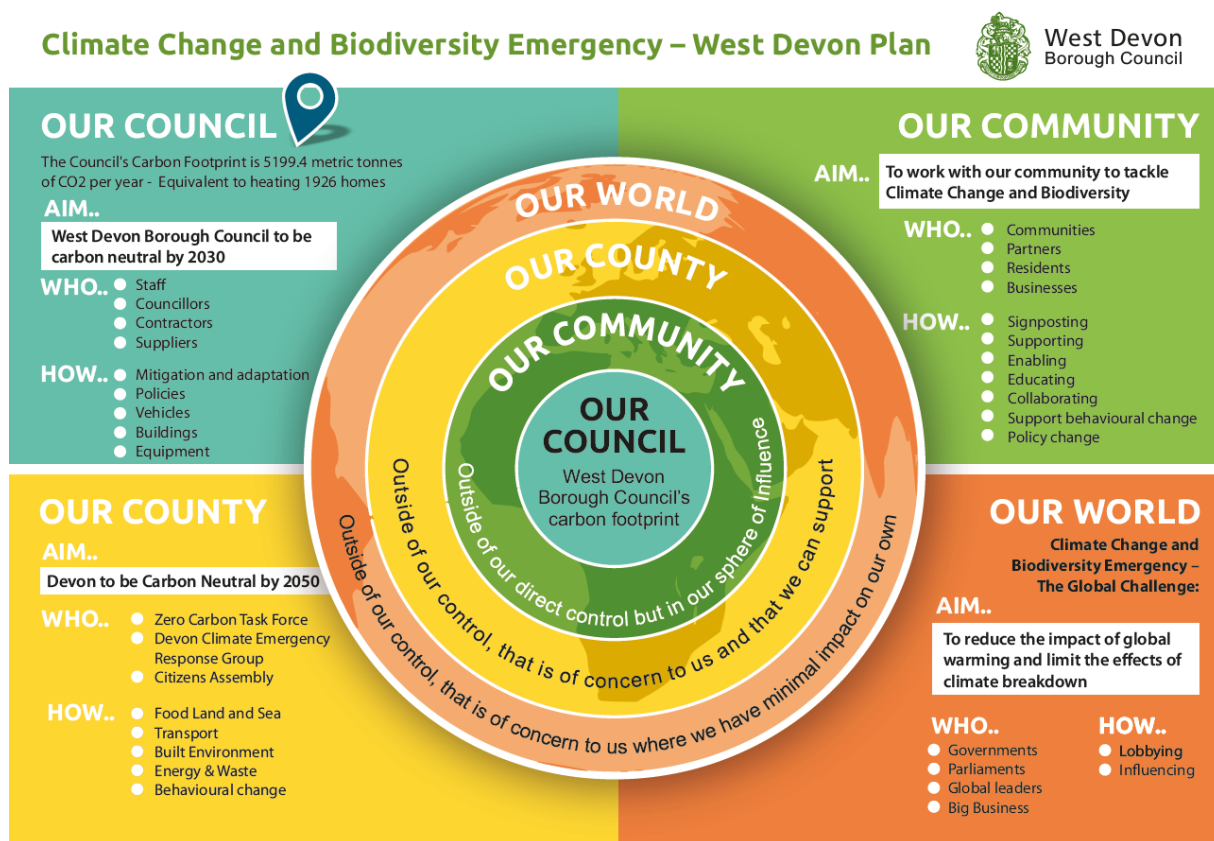 Climate Change and Biodiversity Emergency – West Devon Plan
West Devon
Borough Council
OUR COUNCIL
The Council's Carbon Footprint is 5199.4 metric tonnes
of CO2 per year - Equivalent to heating 1926 homes
AIM..
West Devon Borough Council to be
carbon neutral by 2030
WHO..
Staff
Councillors
Contractors
Suppliers
HOW..
Mitigation and adaptation
Policies
Vehicles
Buildings
Equipment
OUR COMMUNITY
AIM..
To work with our community to tackle
Climate Change and Biodiversity
WHO..
Communities
Partners
Residents
Businesses
HOW..
Signposting
Supporting
Enabling
Educating
Collaborating
Support behavioural change
Policy change
OUR WORLD
OUR COUNTY
OUR COMMUNITY
OUR
COUNCIL
West Devon
Borough Council's
carbon footprint
Outside of our direct control but in our sphere of Influence
Outside of our control, that is of concern to us and that we can support
Outside of our control, that is of concern to us where we have minimal impact on our own
OUR COUNTY
AIM..
Devon to be Carbon Neutral by 2050
WHO..
Zero Carbon Task Force
Devon Climate Emergency
Response Group
Citizens Assembly
HOW..
Food Land and Sea
Transport
Built Environment
Energy & Waste
Behavioural change
OUR WORLD
Climate Change and
Biodiversity Emergency –
The Global Challenge:
AIM..
To reduce the impact of global
warming and limit the effects of
climate breakdown
WHO..
Governments
Parliaments
Global leaders
Big Business
HOW..
Lobbying
Influencing